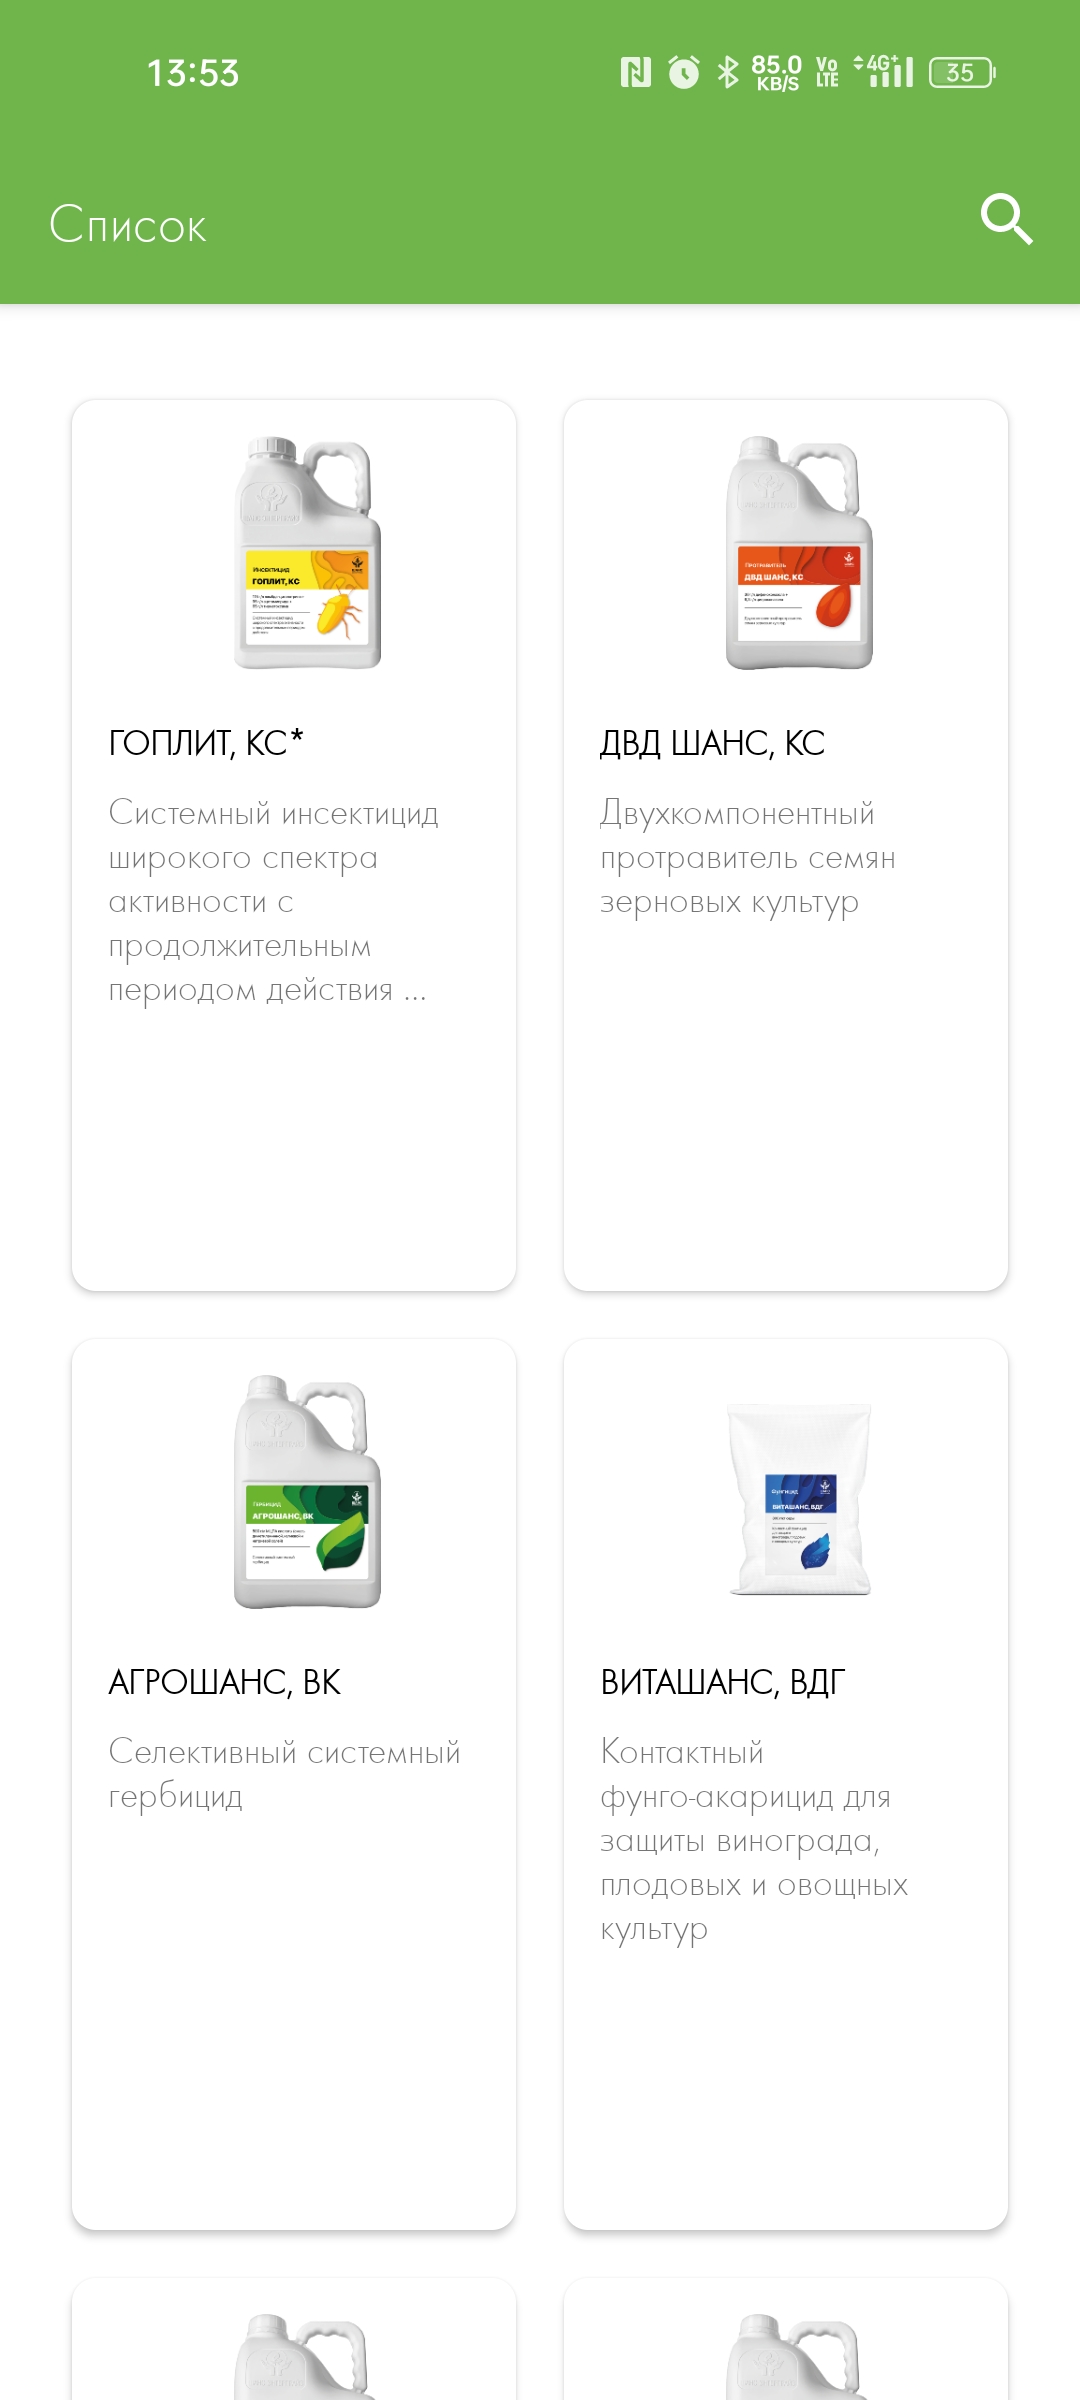 13:53
85.0 KB/S
Vo LTE
4G+
35
Список
Инсектицид
ГОПЛИТ, КС
Протравитель
ДВД ШАНС, КС
ГОПЛИТ, КС*
ДВД ШАНС, КС
Системный инсектицид
широкого спектра
активности с
продолжительным
периодом действия ...
Двухкомпонентный
протравитель семян
зерновых культур
Гербицид
АГРОШАНС, ВК
Фунгицид
ВИТАШАНС, ВДГ
АГРОШАНС, ВК
ВИТАШАНС, ВДГ
Селективный системный
гербицид
Контактный
фунго-акарицид для
защиты винограда,
плодовых и овощных
культур